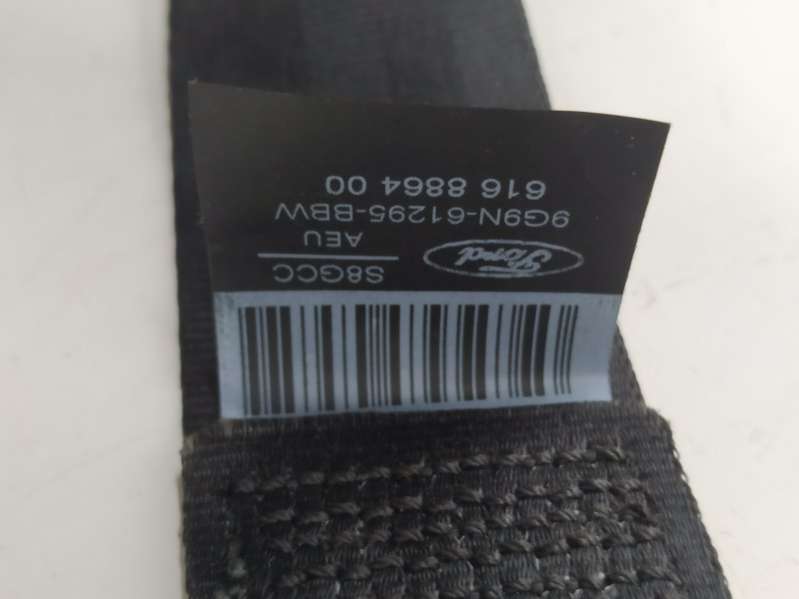 S8GCC
Ford
AEU
9G9N-61295-BBW
616 8864 00